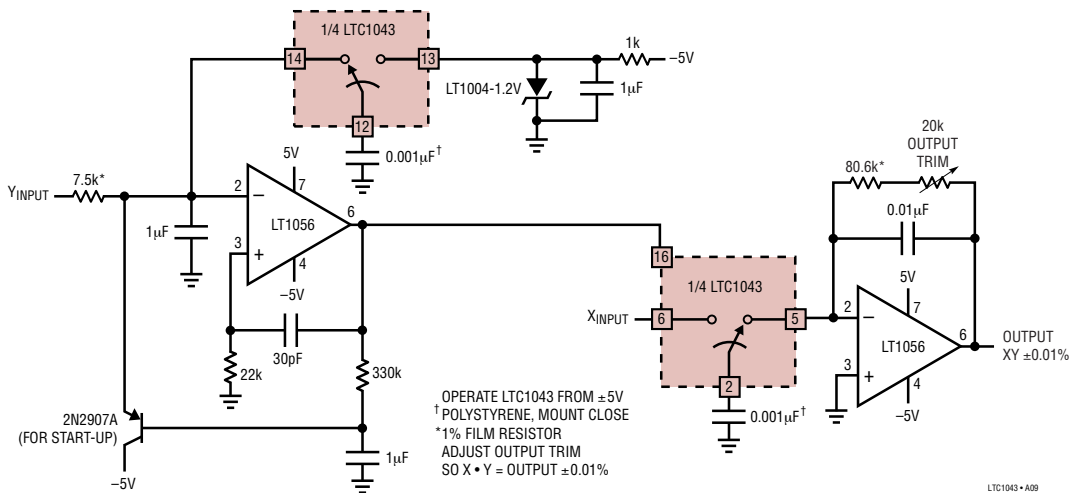 1/4 LTC1043
14
13
12
1k
–5V
LT1004-1.2V
1µF
0.001µF†
YINPUT
7.5k*
1µF
2
3
5V
7
–
+
LT1056
6
4
–5V
30pF
22k
330k
2N2907A
(FOR START-UP)
–5V
1µF
OPERATE LTC1043 FROM ±5V
†POLYSTYRENE, MOUNT CLOSE
*1% FILM RESISTOR
ADJUST OUTPUT TRIM
SO X • Y = OUTPUT ±0.01%
16
1/4 LTC1043
XINPUT
6
5
2
0.001µF†
20k
OUTPUT
TRIM
80.6k*
0.01µF
5V
7
2
–
3
+
LT1056
6
4
–5V
OUTPUT
XY ±0.01%
LTC1043 • A09